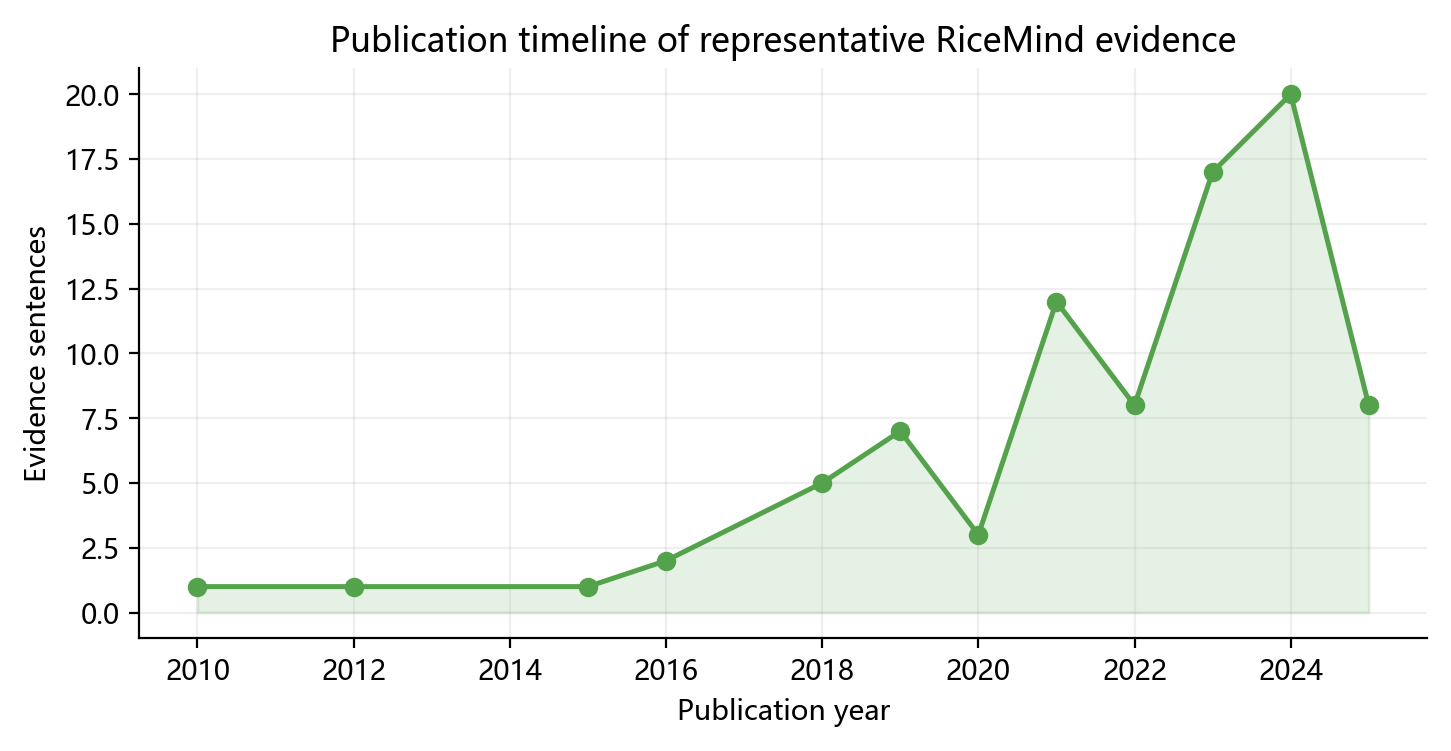 Publication timeline of representative RiceMind evidence
20.0
17.5
15.0
12.5
10.0
7.5
5.0
2.5
0.0
Evidence sentences
2010 2012 2014 2016 2018 2020 2022 2024
Publication year